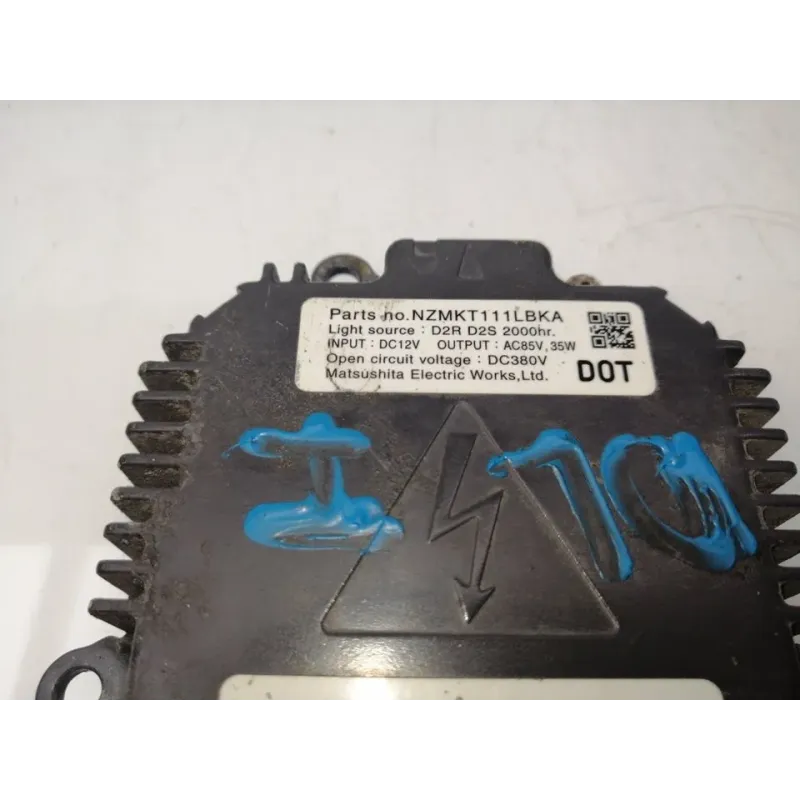 Parts no.NZMKT111LBKA
Light source : D2R D2S 2000hr.
INPUT : DC12V OUTPUT : AC85V, 35W
Open circuit voltage : DC380V
Matsushita Electric Works,Ltd. DOT